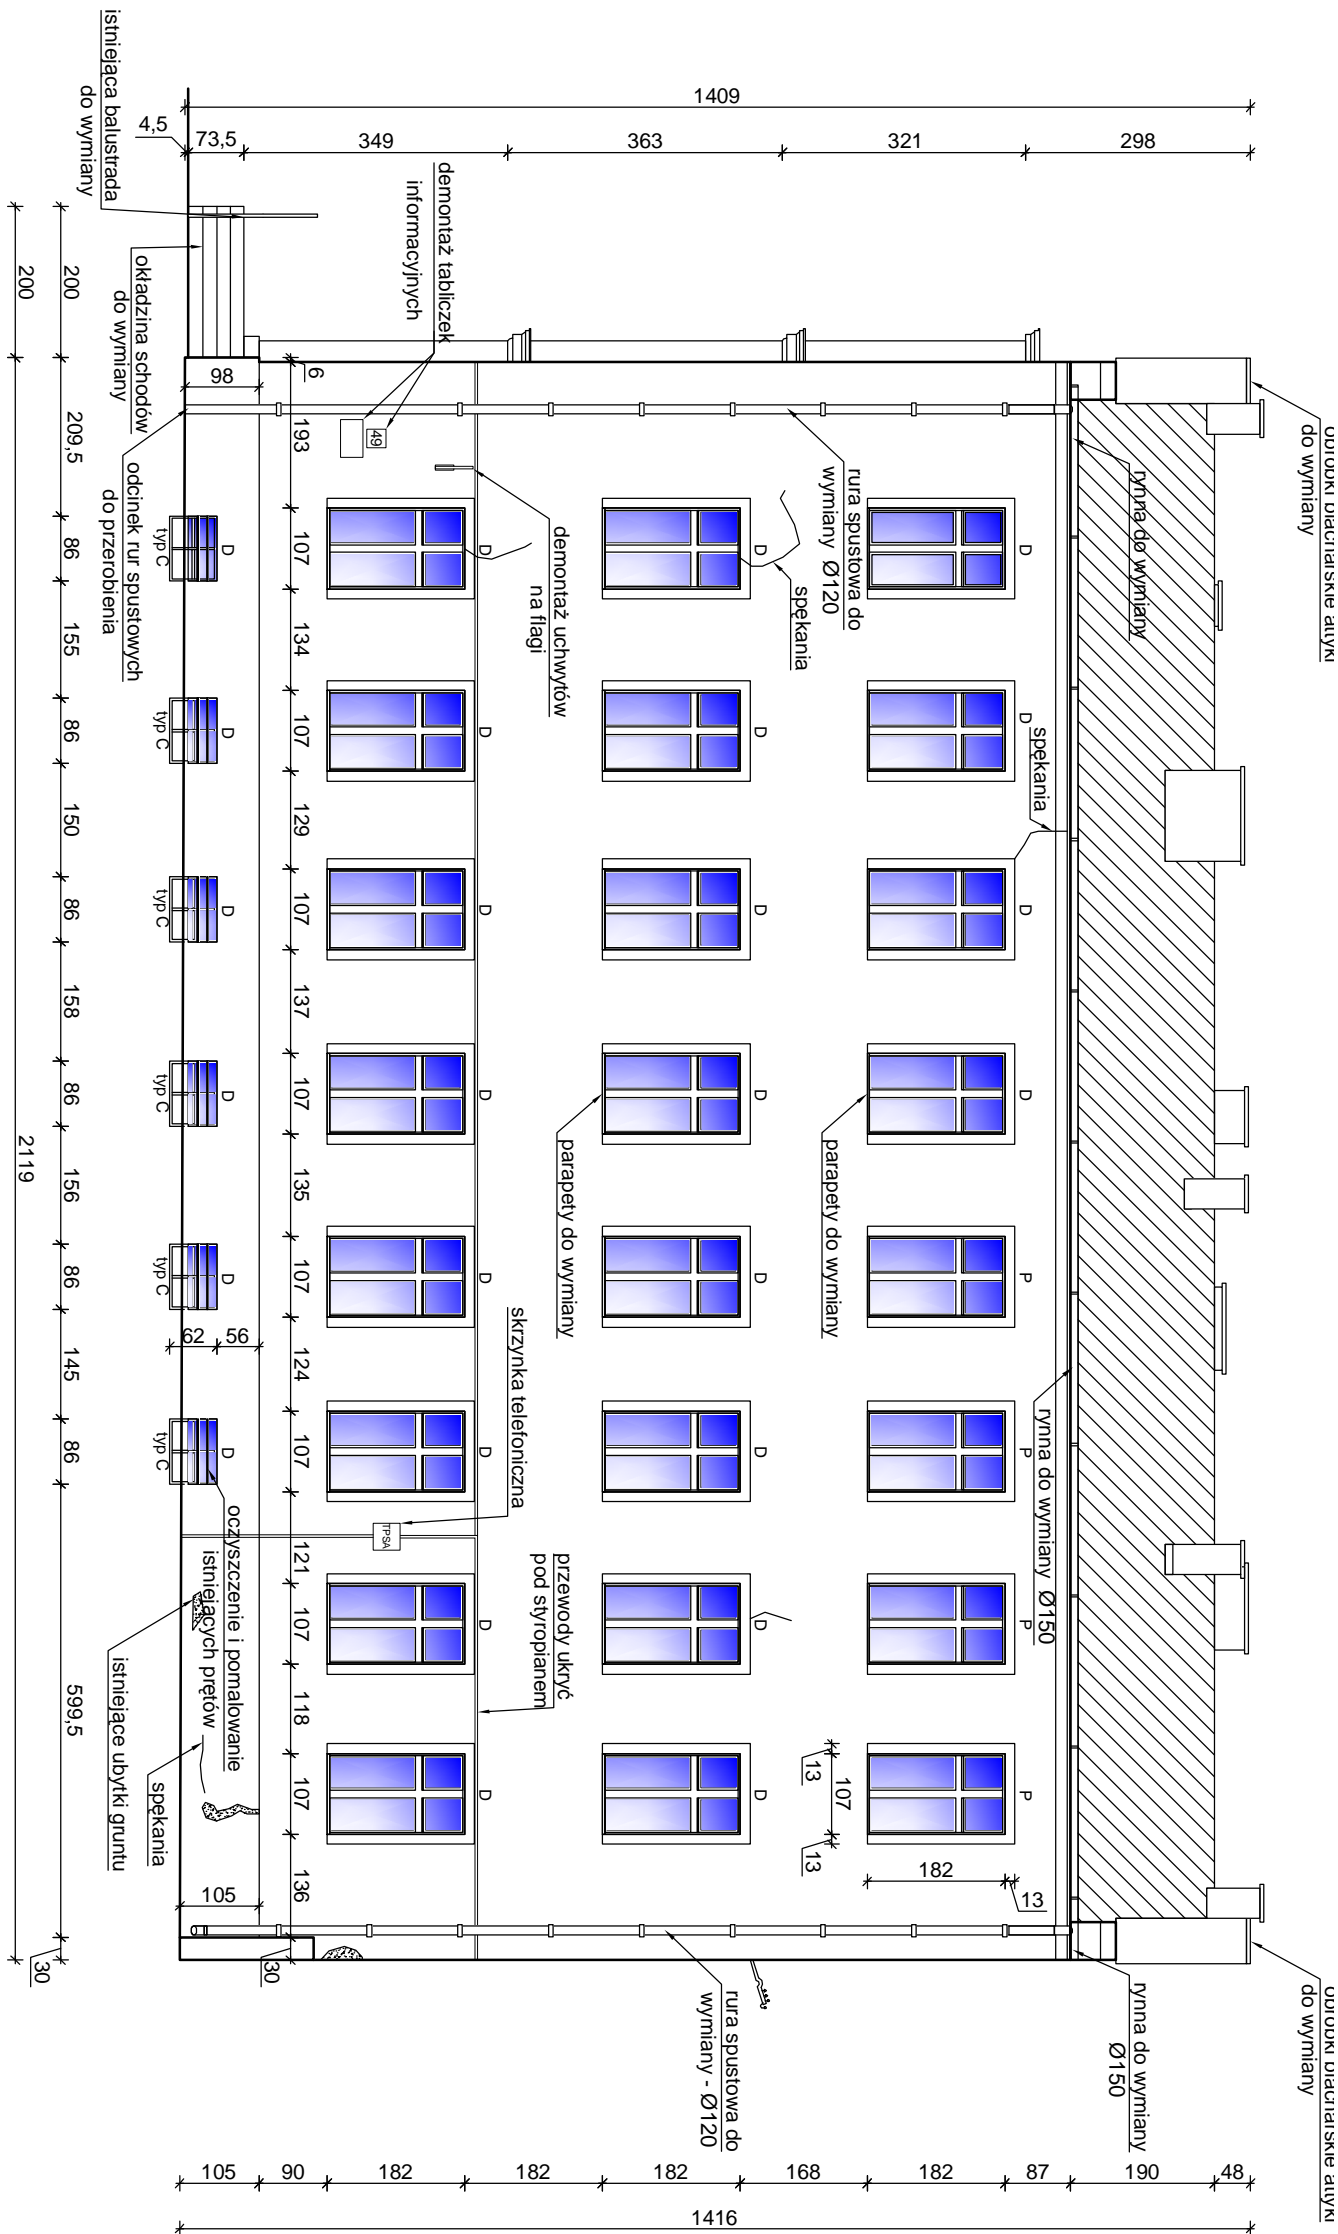 obróbki blacharskie attyki
do wymiany
obróbki blacharskie attyki
do wymiany
rynna do wymiany
rynna do wymiany Ø150
rynna do wymiany
Ø150
1409
4,5
73,5
349
363
321
298
istniejąca balustrada
do wymiany
okładzina schodów
do wymiany
demontaż tabliczek
informacyjnych
49
rura spustowa do
wymiany Ø120
spękania
spękania
demontaż uchwytów
na flagi
odcinek rur spustowych
do przerobienia
D
D
D
D
P
P
P
P
parapety do wymiany
13
107
13
182
13
D
D
D
D
D
D
D
D
parapety do wymiany
rura spustowa do
wymiany - Ø120
D
D
D
D
D
D
D
D
skrzynka telefoniczna
TPSA
przewody ukryć
pod styropianem
6
193
107
134
107
129
107
137
107
135
107
124
107
121
107
118
107
136
30
98
62
56
105
D
D
D
D
D
D
typ C
typ C
typ C
typ C
typ C
typ C
oczyszczenie i pomalowanie
istniejących prętów
istniejące ubytki gruntu
spękania
200
209,5
86
155
86
150
86
158
86
156
86
145
86
599,5
30
200
2119
105
90
182
182
182
168
182
87
190
48
1416